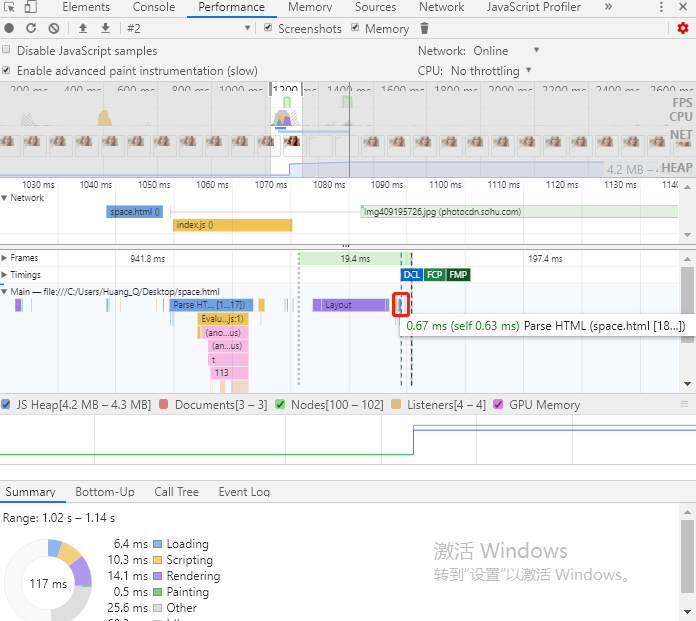 Elements Console Performance Memory Sources Network JavaScript Profiler »
#2 Screenshots Memory
Disable JavaScript samples Network: Online
Enable advanced paint instrumentation (slow) CPU: No throttling
200 ms 400 ms 600 ms 800 ms 1000 ms 1200 ms 1400 ms 1600 ms 1800 ms 2000 ms 2200 ms 2400 ms 2600 ms
FPS
CPU
NET
4.2 MB – HEAP
1030 ms 1040 ms 1050 ms 1060 ms 1070 ms 1080 ms 1090 ms 1100 ms 1110 ms 1120 ms 1130 ms 1140
Network
space.html ()
Img409195726.jpg (photocdn.sohu.com)
index.js ()
Frames 941.8 ms 19.4 ms 197.4 ms
Timings DCL FCP FMP
Main — file:///C:/Users/Huang_Q/Desktop/space.html
Parse HT... [1...17]) Layout
Evalu...js:1)
0.67 ms (self 0.63 ms) Parse HTML (space.html [18...])
(ano...us)
(an...us)
t
113
JS Heap[4.2 MB – 4.3 MB] Documents[3 – 3] Nodes[100 – 102] Listeners[4 – 4] GPU Memory
Summary Bottom-Up Call Tree Event Log
Range: 1.02 s – 1.14 s
6.4 ms Loading
10.3 ms Scripting
14.1 ms Rendering
0.5 ms Painting
25.6 ms Other
117 ms
激活 Windows
转到“设置”以激活 Windows。